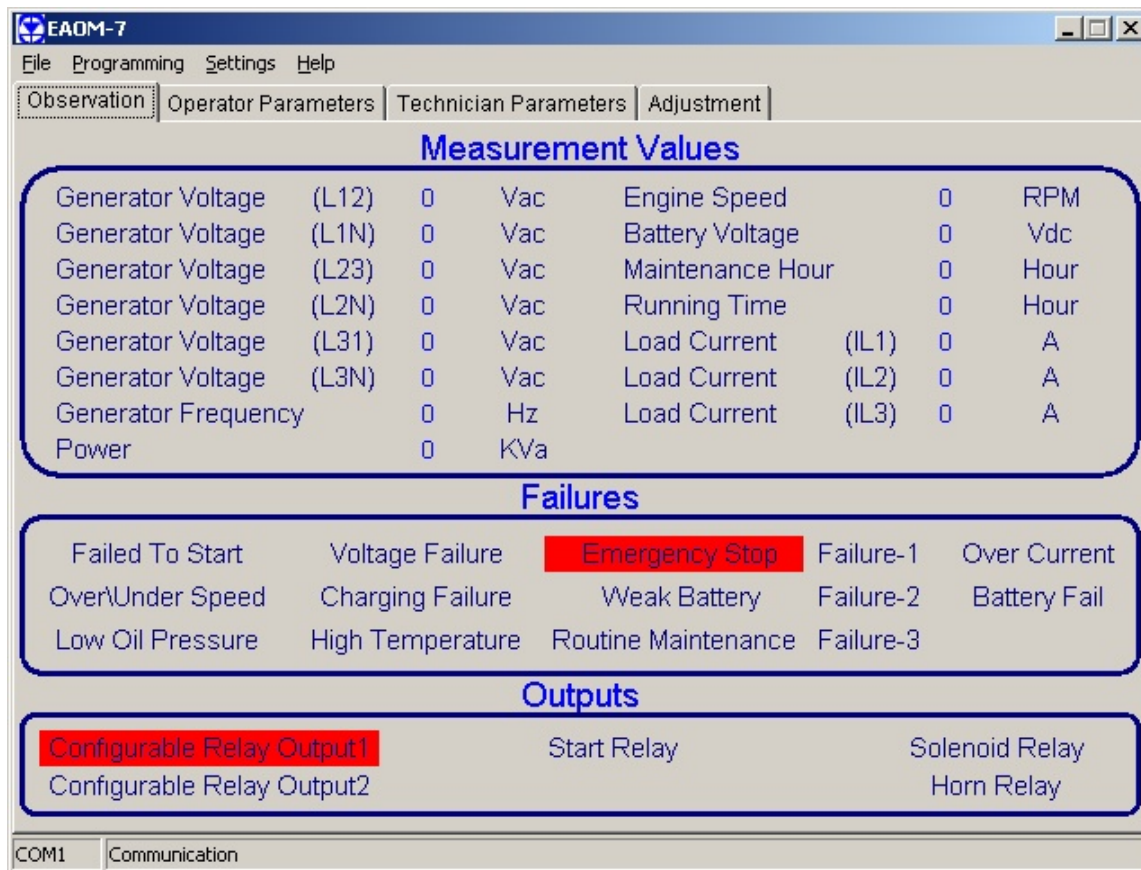 EAOM-7
File Programming Settings Help
Observation Operator Parameters Technician Parameters Adjustment
Measurement Values
Generator Voltage (L12) 0 Vac Engine Speed 0 RPM
Generator Voltage (L1N) 0 Vac Battery Voltage 0 Vdc
Generator Voltage (L23) 0 Vac Maintenance Hour 0 Hour
Generator Voltage (L2N) 0 Vac Running Time 0 Hour
Generator Voltage (L31) 0 Vac Load Current (IL1) 0 A
Generator Voltage (L3N) 0 Vac Load Current (IL2) 0 A
Generator Frequency 0 Hz Load Current (IL3) 0 A
Power 0 KVa
Failures
Failed To Start Voltage Failure Emergency Stop Failure-1 Over Current
Over\Under Speed Charging Failure Weak Battery Failure-2 Battery Fail
Low Oil Pressure High Temperature Routine Maintenance Failure-3
Outputs
Configurable Relay Output1 Start Relay Solenoid Relay
Configurable Relay Output2 Horn Relay
COM1 Communication